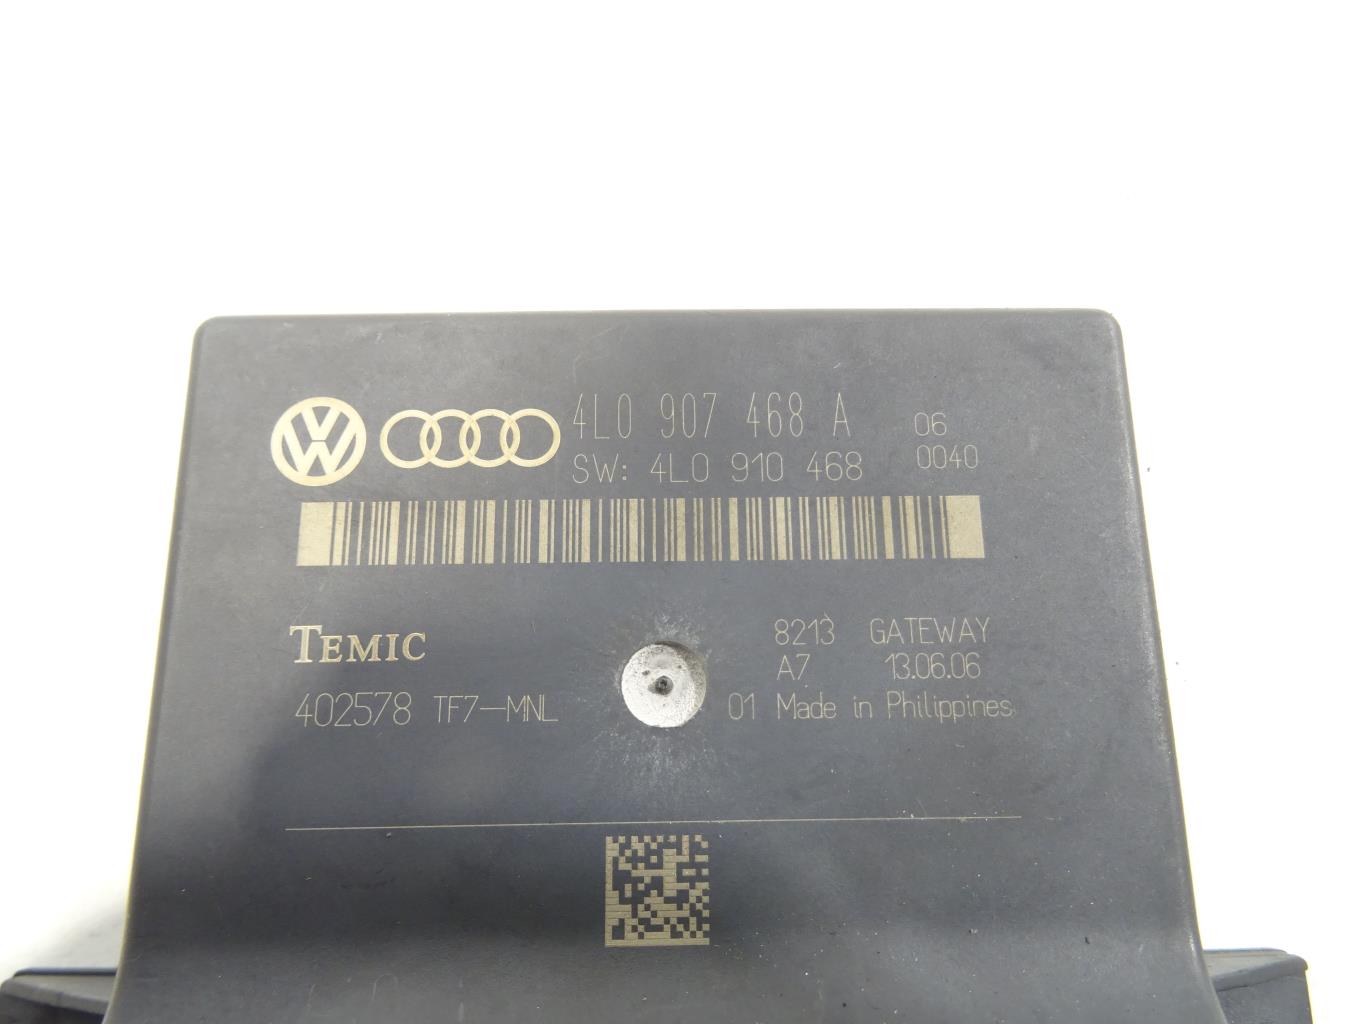 4L0 907 468 A 06
SW: 4L0 910 468 0040
TEMIC 8213 GATEWAY
A7 13.06.06
402578 TF7-MNL 01 Made in Philippines